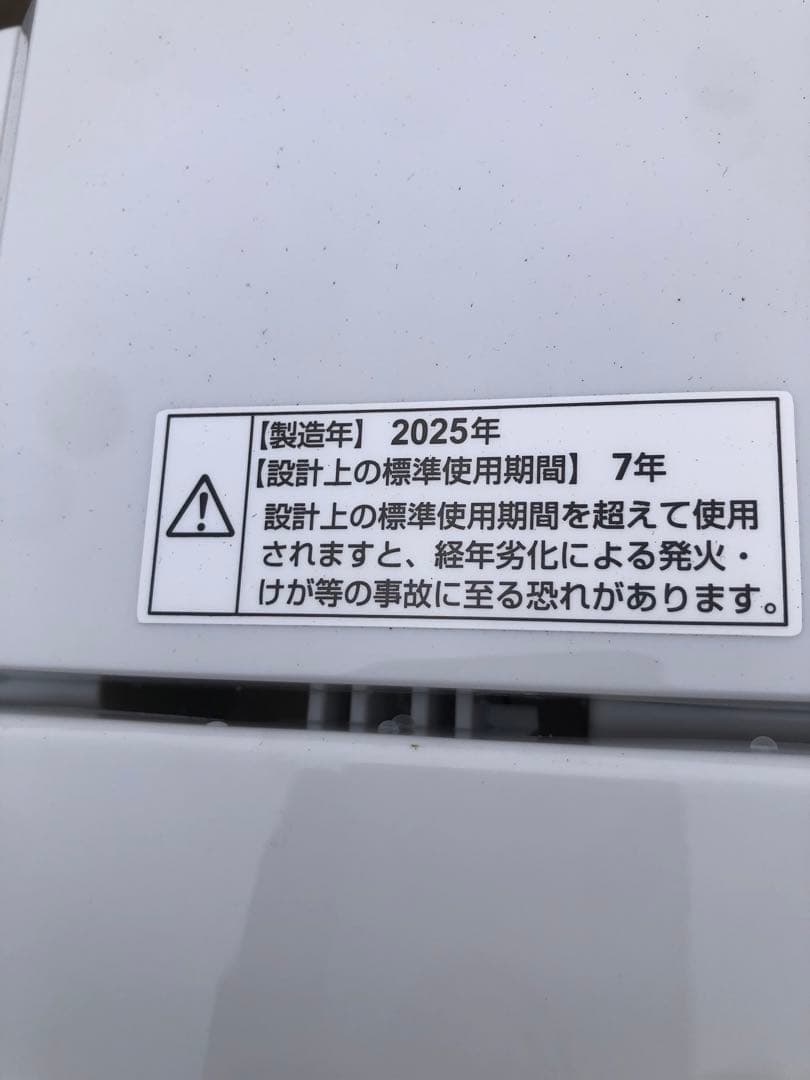 【製造年】 2025年
【設計上の標準使用期間】 7年
設計上の標準使用期間を超えて使用
されますと、経年劣化による発火・
けが等の事故に至る恐れがあります。